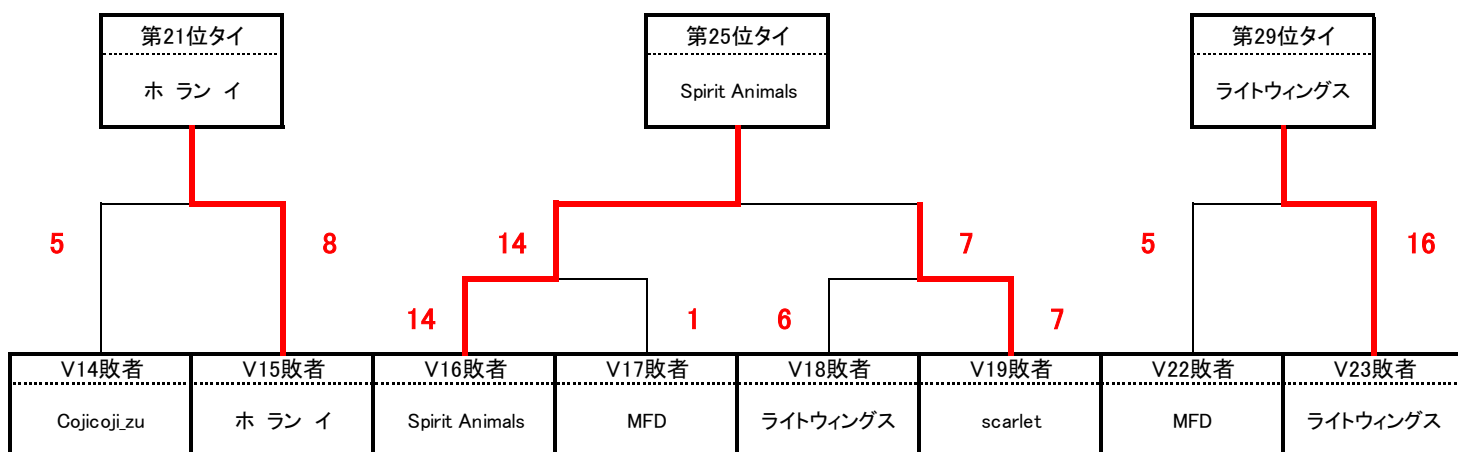 第21位タイ
第25位タイ
第29位タイ
ホ ラン イ
Spirit Animals
ライトウィングス
5
8
14
7
5
16
14
1
6
7
V14敗者
V15敗者
V16敗者
V17敗者
V18敗者
V19敗者
V22敗者
V23敗者
Cojicoji_zu
ホ ラン イ
Spirit Animals
MFD
ライトウィングス
scarlet
MFD
ライトウィングス